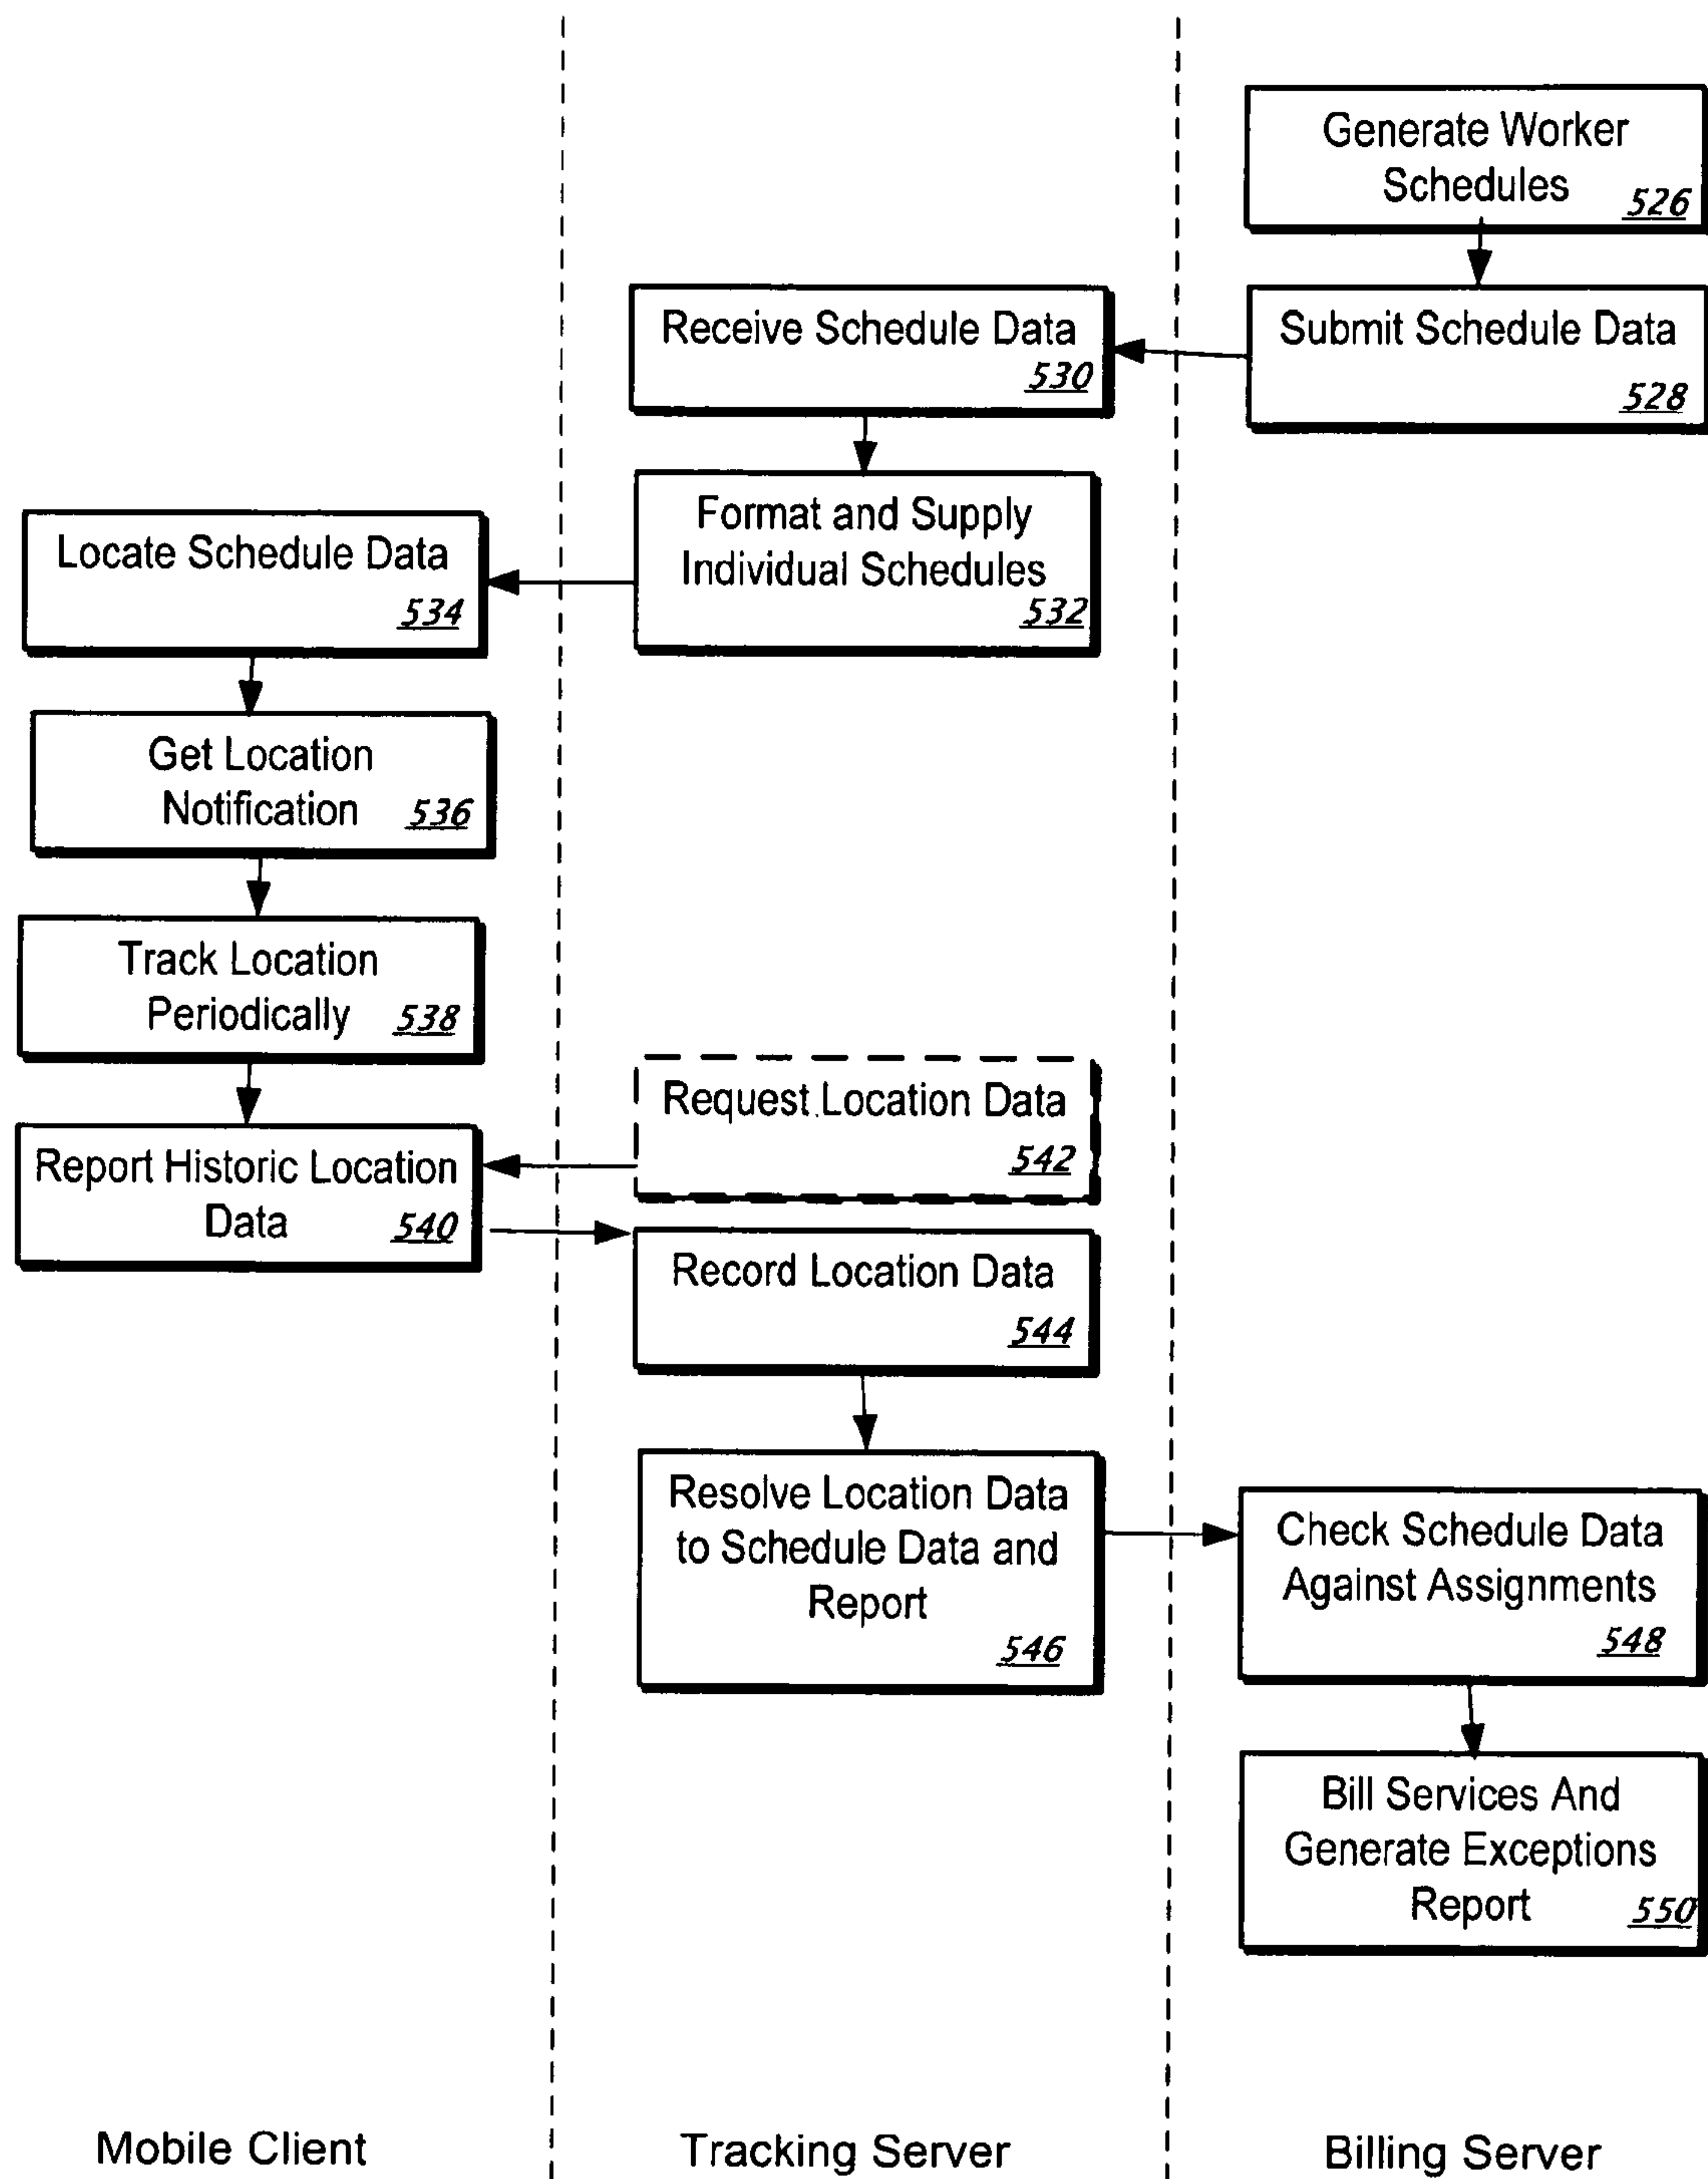 Generate Worker
Schedules 526
Submit Schedule Data
528
Receive Schedule Data
530
Format and Supply
Individual Schedules
532
Locate Schedule Data
534
Get Location
Notification 536
Track Location
Periodically 538
Report Historic Location
Data 540
Request Location Data
542
Record Location Data
544
Resolve Location Data
to Schedule Data and
Report
546
Check Schedule Data
Against Assignments
548
Bill Services And
Generate Exceptions
Report 550
Mobile Client
Tracking Server
Billing Server